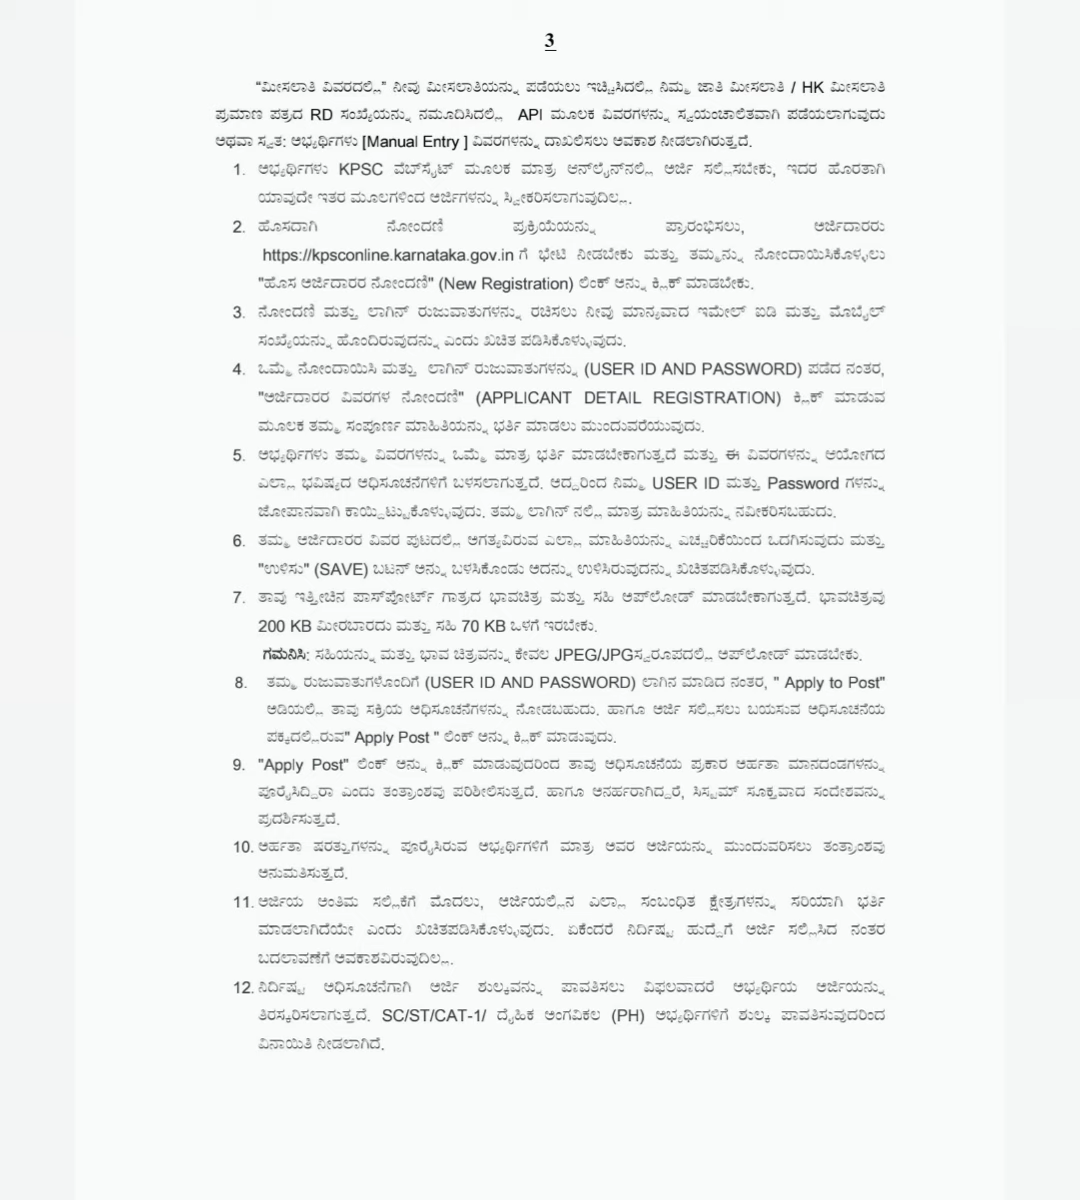 3
“ಮೀಸಲಾತಿ ವಿವರದಲ್ಲಿ” ನೀವು ಮೀಸಲಾತಿಯನ್ನು ಪಡೆಯಲು ಇಚ್ಚಿಸಿದಲ್ಲಿ ನಿಮ್ಮ ಜಾತಿ ಮೀಸಲಾತಿ / HK ಮೀಸಲಾತಿ
ಪ್ರಮಾಣ ಪತ್ರದ RD ಸಂಖ್ಯೆಯನ್ನು ನಮೂದಿಸಿದಲ್ಲಿ API ಮೂಲಕ ವಿವರಗಳನ್ನು ಸ್ವಯಂಚಾಲಿತವಾಗಿ ಪಡೆಯಲಾಗುವುದು
ಅಥವಾ ಸ್ವತ: ಅಭ್ಯರ್ಥಿಗಳು [Manual Entry ] ವಿವರಗಳನ್ನು ದಾಖಲಿಸಲು ಅವಕಾಶ ನೀಡಲಾಗಿರುತ್ತದೆ.
1. ಅಭ್ಯರ್ಥಿಗಳು KPSC ವೆಬ್‌ಸೈಟ್ ಮೂಲಕ ಮಾತ್ರ ಆನ್‌ಲೈನ್‌ನಲ್ಲಿ ಅರ್ಜಿ ಸಲ್ಲಿಸಬೇಕು, ಇದರ ಹೊರತಾಗಿ
ಯಾವುದೇ ಇತರ ಮೂಲಗಳಿಂದ ಅರ್ಜಿಗಳನ್ನು ಸ್ವೀಕರಿಸಲಾಗುವುದಿಲ್ಲ.
2. ಹೊಸದಾಗಿ ನೋಂದಣಿ ಪ್ರಕ್ರಿಯೆಯನ್ನು ಪ್ರಾರಂಭಿಸಲು, ಅರ್ಜಿದಾರರು
https://kpsconline.karnataka.gov.in ಗೆ ಭೇಟಿ ನೀಡಬೇಕು ಮತ್ತು ತಮ್ಮನ್ನು ನೋಂದಾಯಿಸಿಕೊಳ್ಳಲು
"ಹೊಸ ಅರ್ಜಿದಾರರ ನೋಂದಣಿ" (New Registration) ಲಿಂಕ್ ಅನ್ನು ಕ್ಲಿಕ್ ಮಾಡಬೇಕು.
3. ನೋಂದಣಿ ಮತ್ತು ಲಾಗಿನ್ ರುಜುವಾತುಗಳನ್ನು ರಚಿಸಲು ನೀವು ಮಾನ್ಯವಾದ ಇಮೇಲ್ ಐಡಿ ಮತ್ತು ಮೊಬೈಲ್
ಸಂಖ್ಯೆಯನ್ನು ಹೊಂದಿರುವುದನ್ನು ಎಂದು ಖಚಿತ ಪಡಿಸಿಕೊಳ್ಳುವುದು.
4. ಒಮ್ಮೆ ನೋಂದಾಯಿಸಿ ಮತ್ತು ಲಾಗಿನ್ ರುಜುವಾತುಗಳನ್ನು (USER ID AND PASSWORD) ಪಡೆದ ನಂತರ,
"ಅರ್ಜಿದಾರರ ವಿವರಗಳ ನೋಂದಣಿ" (APPLICANT DETAIL REGISTRATION) ಕ್ಲಿಕ್ ಮಾಡುವ
ಮೂಲಕ ತಮ್ಮ ಸಂಪೂರ್ಣ ಮಾಹಿತಿಯನ್ನು ಭರ್ತಿ ಮಾಡಲು ಮುಂದುವರೆಯುವುದು.
5. ಅಭ್ಯರ್ಥಿಗಳು ತಮ್ಮ ವಿವರಗಳನ್ನು ಒಮ್ಮೆ ಮಾತ್ರ ಭರ್ತಿ ಮಾಡಬೇಕಾಗುತ್ತದೆ ಮತ್ತು ಈ ವಿವರಗಳನ್ನು ಆಯೋಗದ
ಎಲ್ಲಾ ಭವಿಷ್ಯದ ಅಧಿಸೂಚನೆಗಳಿಗೆ ಬಳಸಲಾಗುತ್ತದೆ. ಆದ್ದರಿಂದ ನಿಮ್ಮ USER ID ಮತ್ತು Password ಗಳನ್ನು
ಜೋಪಾನವಾಗಿ ಕಾಯ್ದಿಟ್ಟುಕೊಳ್ಳುವುದು. ತಮ್ಮ ಲಾಗಿನ್ ನಲ್ಲಿ ಮಾತ್ರ ಮಾಹಿತಿಯನ್ನು ನವೀಕರಿಸಬಹುದು.
6. ತಮ್ಮ ಅರ್ಜಿದಾರರ ವಿವರ ಪುಟದಲ್ಲಿ ಅಗತ್ಯವಿರುವ ಎಲ್ಲಾ ಮಾಹಿತಿಯನ್ನು ಎಚ್ಚರಿಕೆಯಿಂದ ಒದಗಿಸುವುದು ಮತ್ತು
"ಉಳಿಸು" (SAVE) ಬಟನ್ ಅನ್ನು ಬಳಸಿಕೊಂಡು ಅದನ್ನು ಉಳಿಸಿರುವುದನ್ನು ಖಚಿತಪಡಿಸಿಕೊಳ್ಳುವುದು.
7. ತಾವು ಇತ್ತೀಚಿನ ಪಾಸ್‌ಪೋರ್ಟ್ ಗಾತ್ರದ ಭಾವಚಿತ್ರ ಮತ್ತು ಸಹಿ ಅಪ್‌ಲೋಡ್ ಮಾಡಬೇಕಾಗುತ್ತದೆ. ಭಾವಚಿತ್ರವು
200 KB ಮೀರಬಾರದು ಮತ್ತು ಸಹಿ 70 KB ಒಳಗೆ ಇರಬೇಕು.
ಗಮನಿಸಿ: ಸಹಿಯನ್ನು ಮತ್ತು ಭಾವ ಚಿತ್ರವನ್ನು ಕೇವಲ JPEG/JPGಸ್ವರೂಪದಲ್ಲಿ ಅಪ್‌ಲೋಡ್ ಮಾಡಬೇಕು.
8. ತಮ್ಮ ರುಜುವಾತುಗಳೊಂದಿಗೆ (USER ID AND PASSWORD) ಲಾಗಿನ ಮಾಡಿದ ನಂತರ, " Apply to Post"
ಅಡಿಯಲ್ಲಿ ತಾವು ಸಕ್ರಿಯ ಅಧಿಸೂಚನೆಗಳನ್ನು ನೋಡಬಹುದು. ಹಾಗೂ ಅರ್ಜಿ ಸಲ್ಲಿಸಲು ಬಯಸುವ ಅಧಿಸೂಚನೆಯ
ಪಕ್ಕದಲ್ಲಿರುವ" Apply Post " ಲಿಂಕ್ ಅನ್ನು ಕ್ಲಿಕ್ ಮಾಡುವುದು.
9. "Apply Post" ಲಿಂಕ್ ಅನ್ನು ಕ್ಲಿಕ್ ಮಾಡುವುದರಿಂದ ತಾವು ಅಧಿಸೂಚನೆಯ ಪ್ರಕಾರ ಅರ್ಹತಾ ಮಾನದಂಡಗಳನ್ನು
ಪೂರೈಸಿದ್ದೀರಾ ಎಂದು ತಂತ್ರಾಂಶವು ಪರಿಶೀಲಿಸುತ್ತದೆ. ಹಾಗೂ ಅನರ್ಹರಾಗಿದ್ದರೆ, ಸಿಸ್ಟಮ್ ಸೂಕ್ತವಾದ ಸಂದೇಶವನ್ನು
ಪ್ರದರ್ಶಿಸುತ್ತದೆ.
10. ಅರ್ಹತಾ ಷರತ್ತುಗಳನ್ನು ಪೂರೈಸಿರುವ ಅಭ್ಯರ್ಥಿಗಳಿಗೆ ಮಾತ್ರ ಅವರ ಅರ್ಜಿಯನ್ನು ಮುಂದುವರಿಸಲು ತಂತ್ರಾಂಶವು
ಅನುಮತಿಸುತ್ತದೆ.
11. ಅರ್ಜಿಯ ಅಂತಿಮ ಸಲ್ಲಿಕೆಗೆ ಮೊದಲು, ಅರ್ಜಿಯಲ್ಲಿನ ಎಲ್ಲಾ ಸಂಬಂಧಿತ ಕ್ಷೇತ್ರಗಳನ್ನು ಸರಿಯಾಗಿ ಭರ್ತಿ
ಮಾಡಲಾಗಿದೆಯೇ ಎಂದು ಖಚಿತಪಡಿಸಿಕೊಳ್ಳುವುದು. ಏಕೆಂದರೆ ನಿರ್ದಿಷ್ಟ ಹುದ್ದೆಗೆ ಅರ್ಜಿ ಸಲ್ಲಿಸಿದ ನಂತರ
ಬದಲಾವಣೆಗೆ ಅವಕಾಶವಿರುವುದಿಲ್ಲ.
12. ನಿರ್ದಿಷ್ಟ ಅಧಿಸೂಚನೆಗಾಗಿ ಅರ್ಜಿ ಶುಲ್ಕವನ್ನು ಪಾವತಿಸಲು ವಿಫಲವಾದರೆ ಅಭ್ಯರ್ಥಿಯ ಅರ್ಜಿಯನ್ನು
ತಿರಸ್ಕರಿಸಲಾಗುತ್ತದೆ. SC/ST/CAT-1/ ದೈಹಿಕ ಅಂಗವಿಕಲ (PH) ಅಭ್ಯರ್ಥಿಗಳಿಗೆ ಶುಲ್ಕ ಪಾವತಿಸುವುದರಿಂದ
ವಿನಾಯಿತಿ ನೀಡಲಾಗಿದೆ.